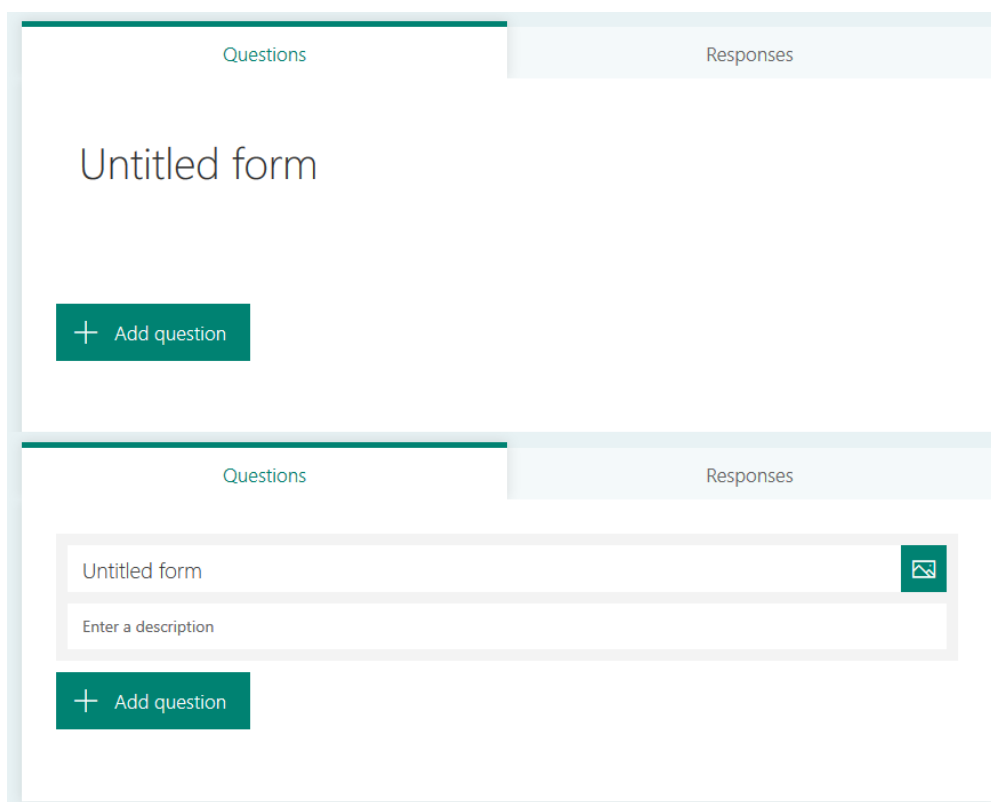 Questions Responses
Untitled form
Add question
Questions Responses
Untitled form
Enter a description
Add question